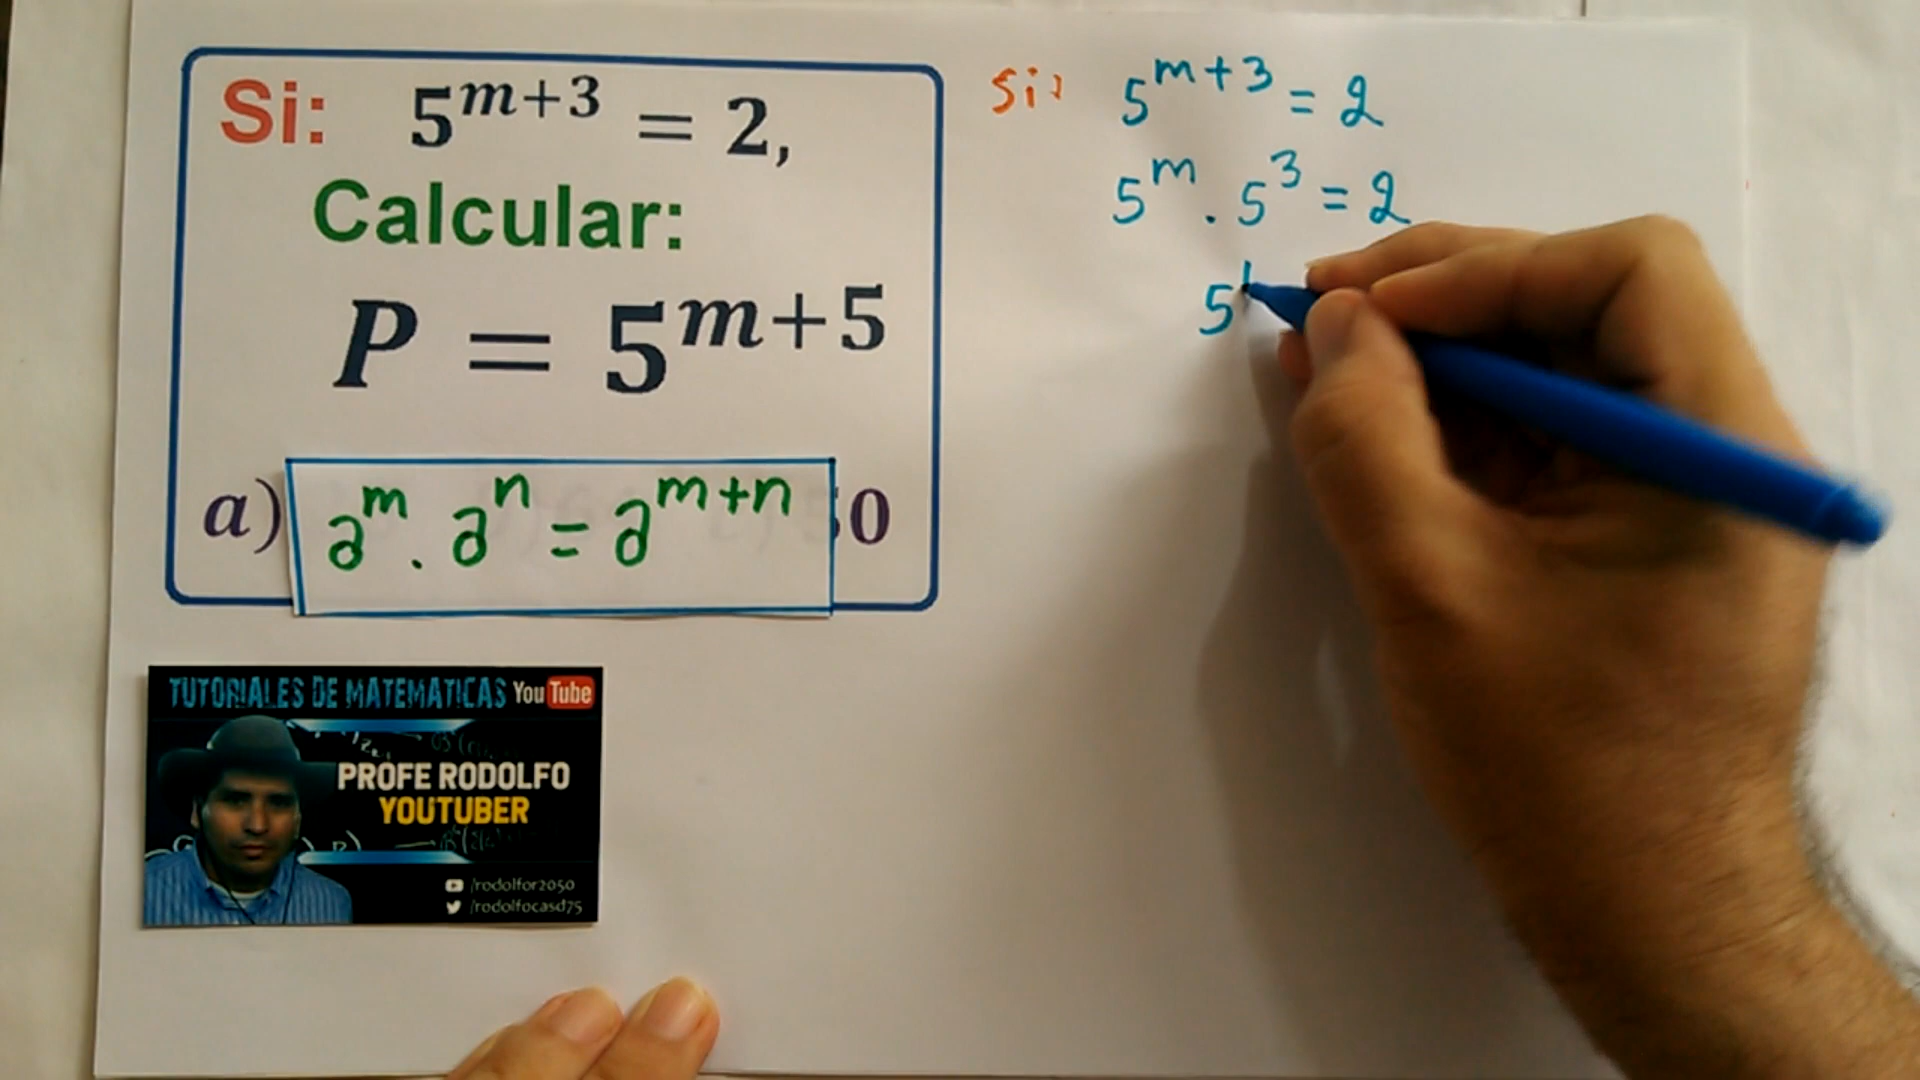 Si: 5^{m+3} = 2,
Calcular:
P = 5^{m+5}
a)
a^m . a^n = a^{m+n}
0
Si: 5^{m+3} = 2
5^m . 5^3 = 2
5
TUTORIALES DE MATEMATICAS YouTube
PROFE RODOLFO
YOUTUBER
/rodolfor2050
/rodolfocasd75